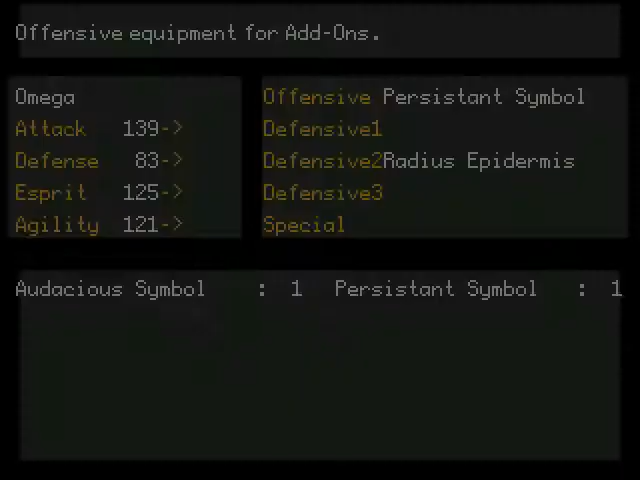 Offensive equipment for Add-Ons.
Omega
Attack 139->
Defense 83->
Esprit 125->
Agility 121->
Offensive Persistant Symbol
Defensive1
Defensive2Radius Epidermis
Defensive3
Special
Audacious Symbol : 1 Persistant Symbol : 1